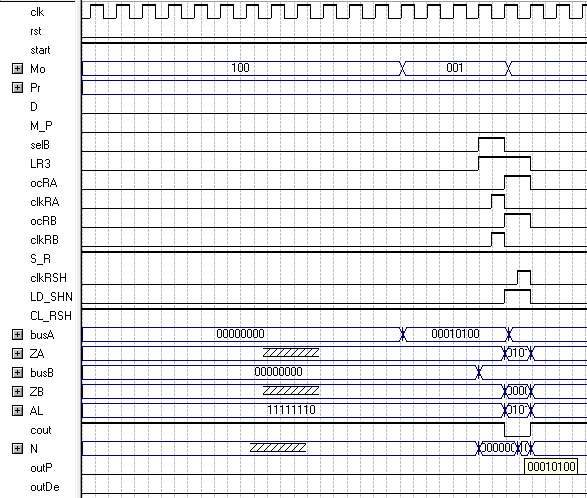 clk
rst
start
Mo 100 001
Pr
D
M_P
selB
LR3
ocRA
clkRA
ocRB
clkRB
S_R
clkRSH
LD_SHN
CL_RSH
busA 00000000 00010100
ZA 010
busB 00000000
ZB 000
AL 11111110 010
cout
N 000000
outP 00010100
outDe